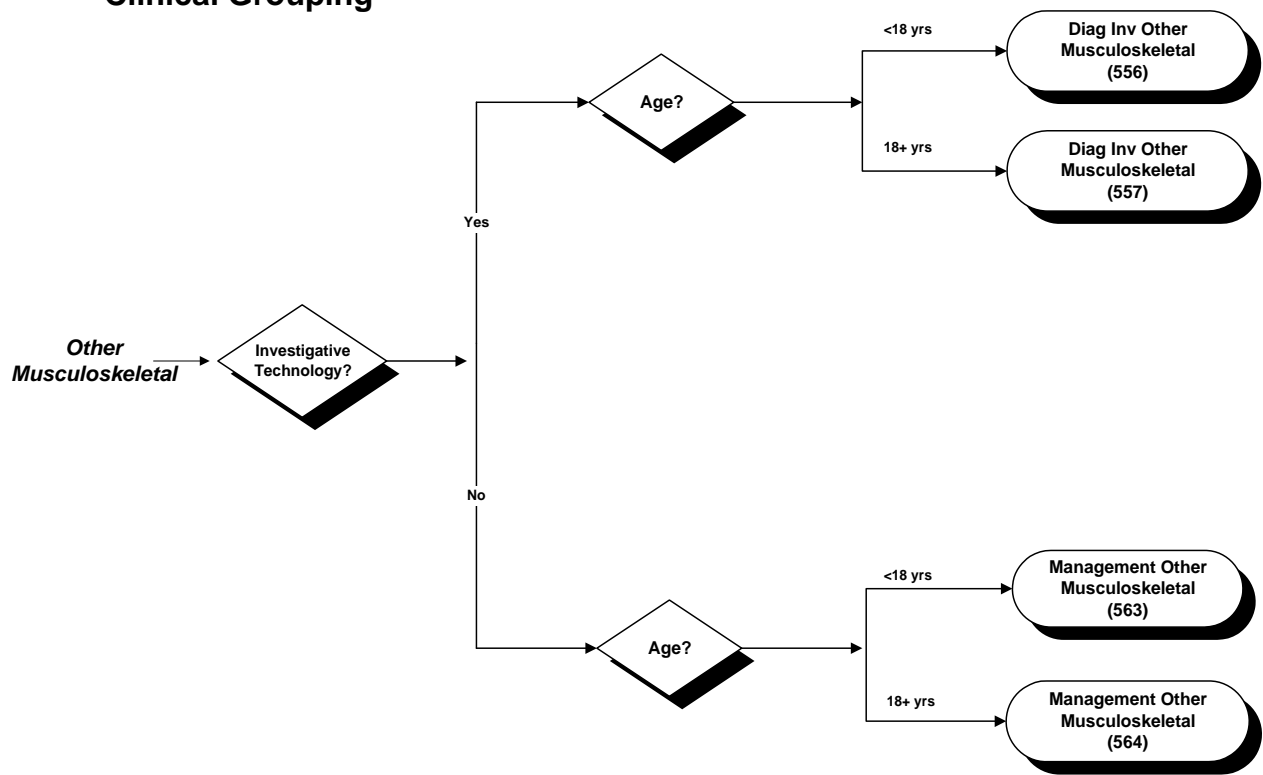 Clinical Grouping
<18 yrs
Diag Inv Other
Musculoskeletal
(556)
Age?
18+ yrs
Diag Inv Other
Musculoskeletal
(557)
Yes
Other
Musculoskeletal
Investigative
Technology?
No
<18 yrs
Management Other
Musculoskeletal
(563)
Age?
18+ yrs
Management Other
Musculoskeletal
(564)